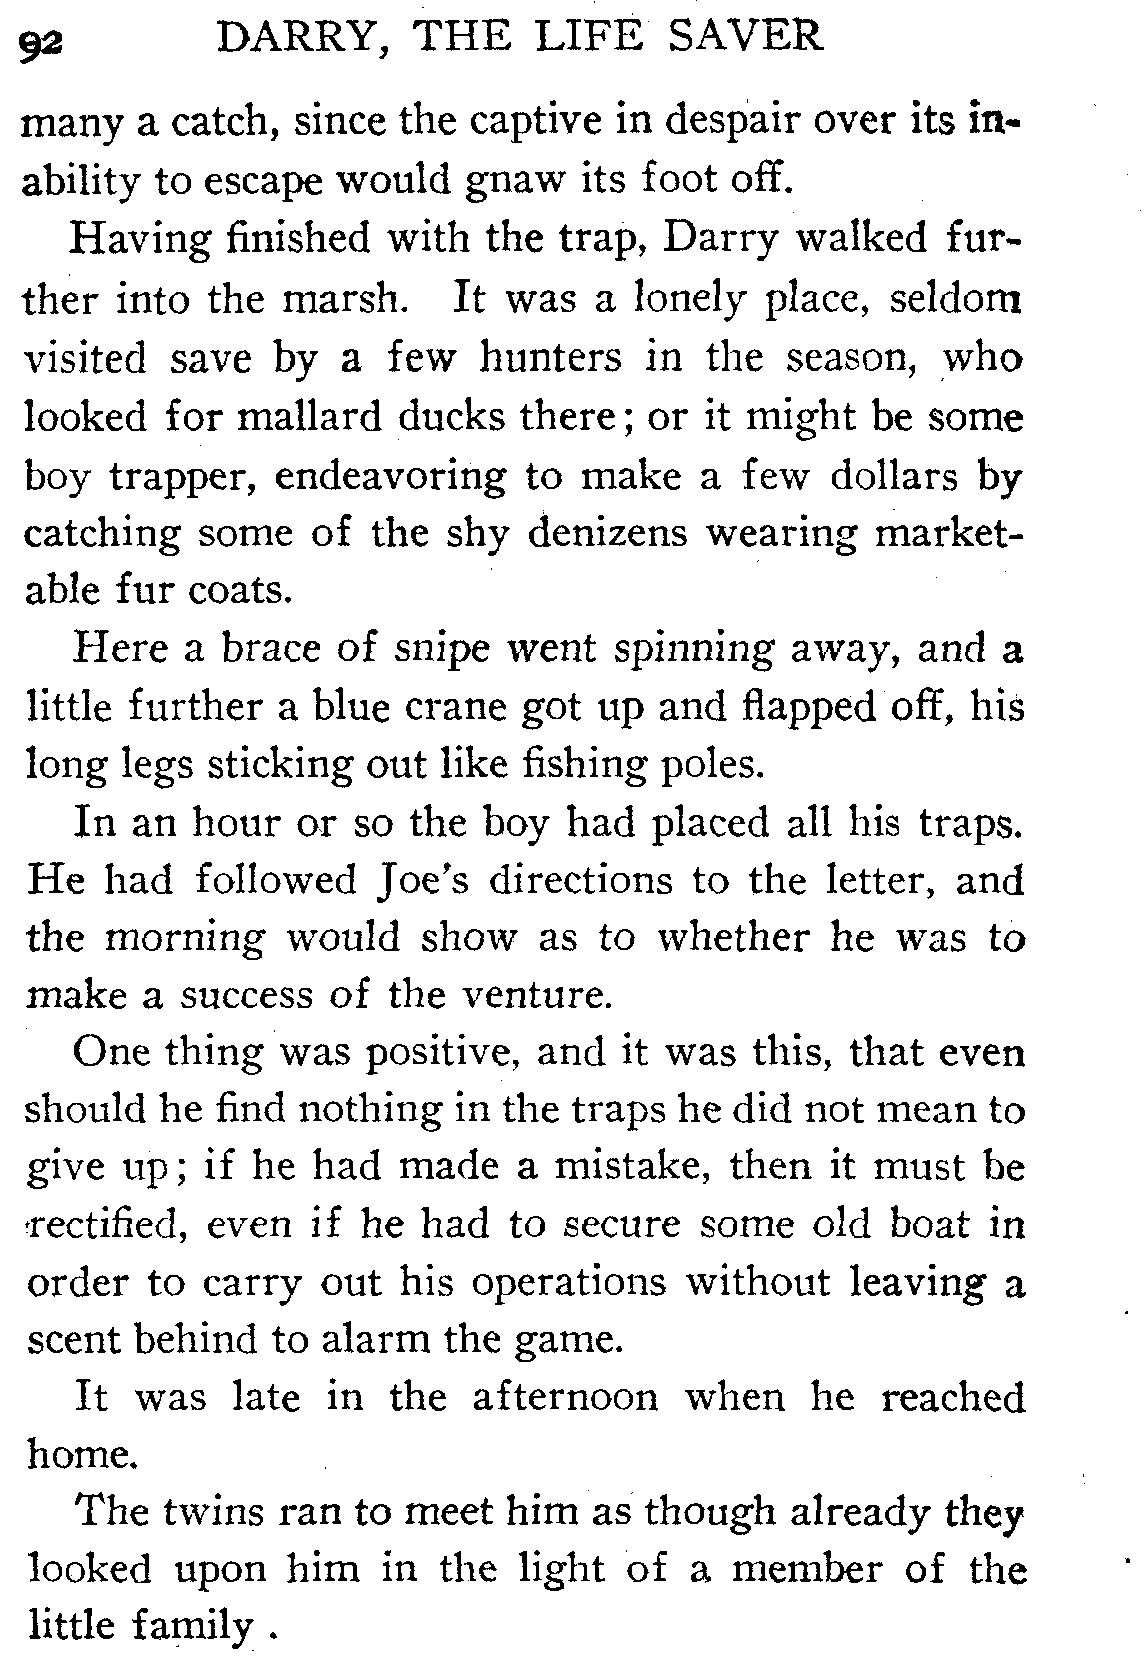 92 DARRY, THE LIFE SAVER
many a catch, since the captive in despair over its in-
ability to escape would gnaw its foot off.
Having finished with the trap, Darry walked fur-
ther into the marsh. It was a lonely place, seldom
visited save by a few hunters in the season, who
looked for mallard ducks there; or it might be some
boy trapper, endeavoring to make a few dollars by
catching some of the shy denizens wearing market-
able fur coats.
Here a brace of snipe went spinning away, and a
little further a blue crane got up and flapped off, his
long legs sticking out like fishing poles.
In an hour or so the boy had placed all his traps.
He had followed Joe's directions to the letter, and
the morning would show as to whether he was to
make a success of the venture.
One thing was positive, and it was this, that even
should he find nothing in the traps he did not mean to
give up; if he had made a mistake, then it must be
rectified, even if he had to secure some old boat in
order to carry out his operations without leaving a
scent behind to alarm the game.
It was late in the afternoon when he reached
home.
The twins ran to meet him as though already they
looked upon him in the light of a member of the
little family .